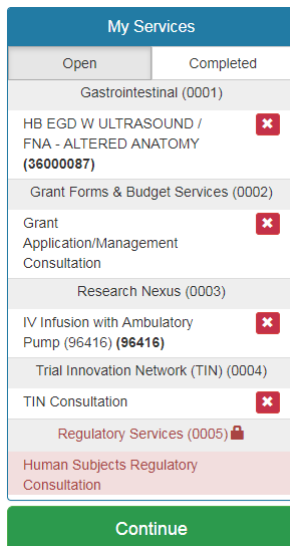 My Services
Open Completed
Gastrointestinal (0001)
HB EGD W ULTRASOUND /
FNA - ALTERED ANATOMY
(36000087)
Grant Forms & Budget Services (0002)
Grant
Application/Management
Consultation
Research Nexus (0003)
IV Infusion with Ambulatory
Pump (96416) (96416)
Trial Innovation Network (TIN) (0004)
TIN Consultation
Regulatory Services (0005)
Human Subjects Regulatory
Consultation
Continue